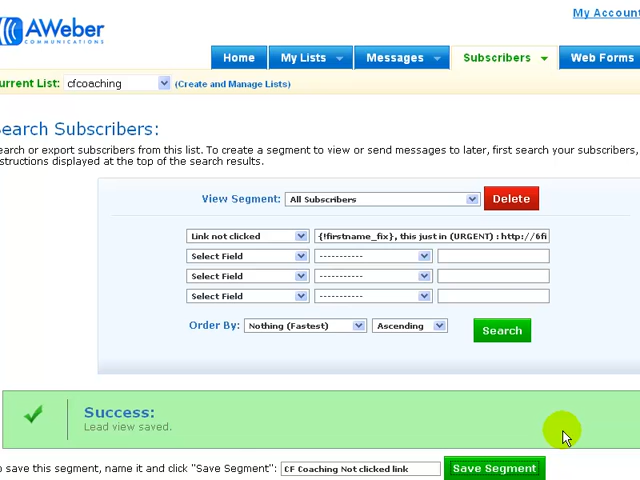 My Accoun
AWeber
COMMUNICATIONS
Home My Lists Messages Subscribers Web Forms
urrent List: cfcoaching (Create and Manage Lists)
earch Subscribers:
earch or export subscribers from this list. To create a segment to view or send messages to later, first search your subscribers,
structions displayed at the top of the search results.
View Segment: All Subscribers Delete
Link not clicked {!firstname_fix}, this just in (URGENT) : http://6fi
Select Field -----------
Select Field -----------
Select Field -----------
Order By: Nothing (Fastest) Ascending Search
Success:
Lead view saved.
o save this segment, name it and click "Save Segment": CF Coaching Not clicked link Save Segment